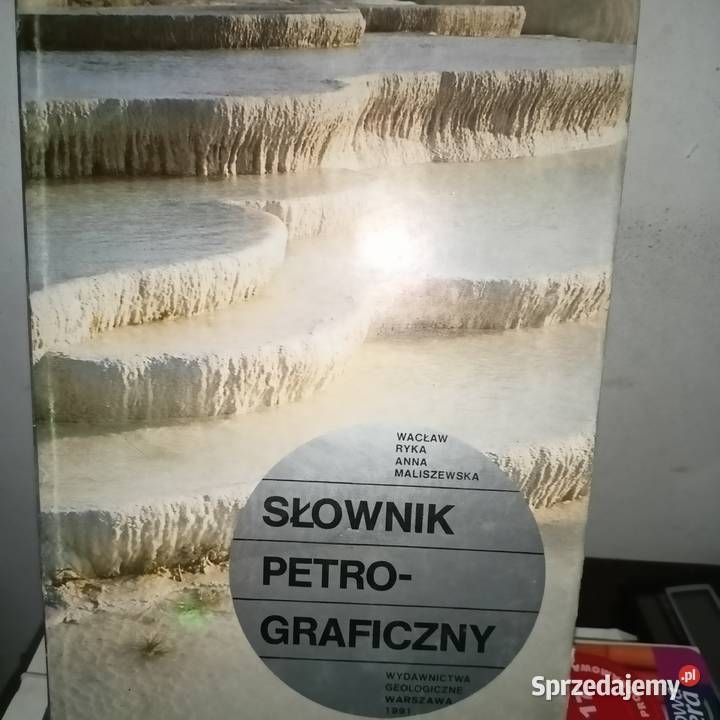 WACŁAW
RYKA
ANNA
MALISZEWSKA
SŁOWNIK
PETRO-
GRAFICZNY
WYDAWNICTWA
GEOLOGICZNE
WARSZAWA
1991
Sprzedajemy.pl